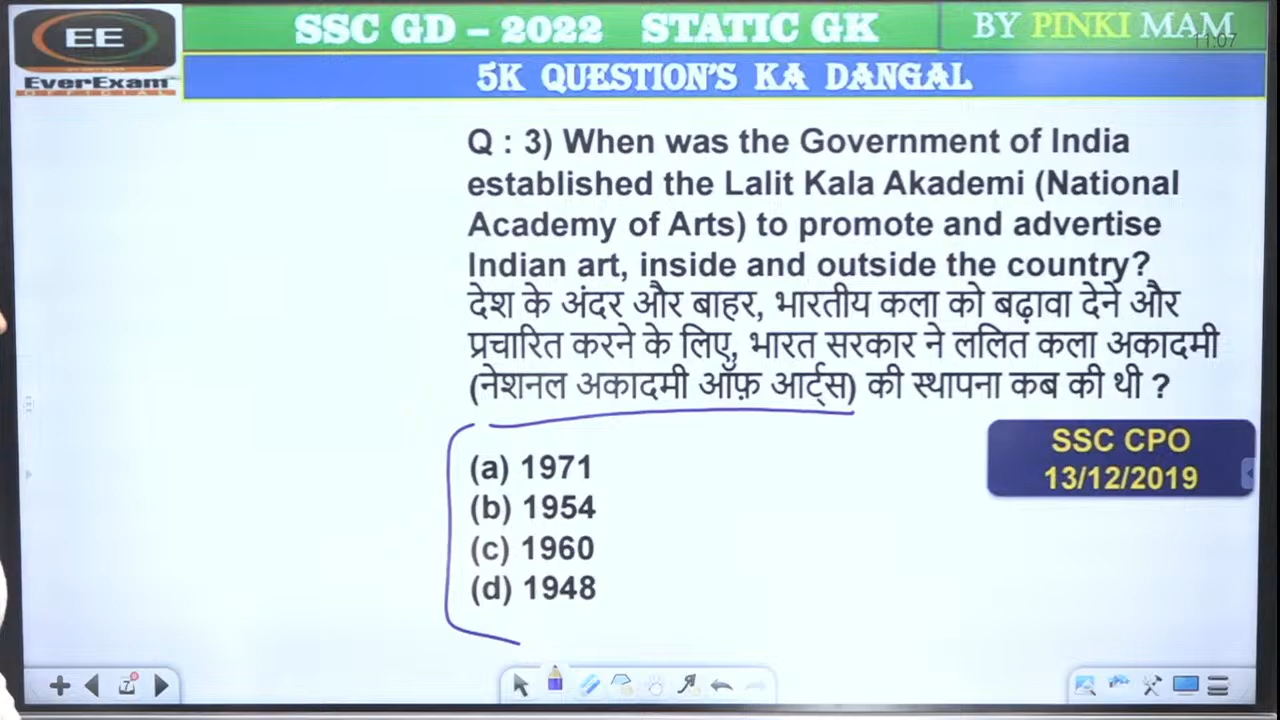 EE
EverExam
OFFICIAL
SSC GD – 2022 STATIC GK
BY PINKI MAM
11:07
5K QUESTION'S KA DANGAL
Q : 3) When was the Government of India
established the Lalit Kala Akademi (National
Academy of Arts) to promote and advertise
Indian art, inside and outside the country?
देश के अंदर और बाहर, भारतीय कला को बढ़ावा देने और
प्रचारित करने के लिए, भारत सरकार ने ललित कला अकादमी
(नेशनल अकादमी ऑफ़ आर्ट्स) की स्थापना कब की थी ?
(a) 1971
(b) 1954
(c) 1960
(d) 1948
SSC CPO
13/12/2019
7